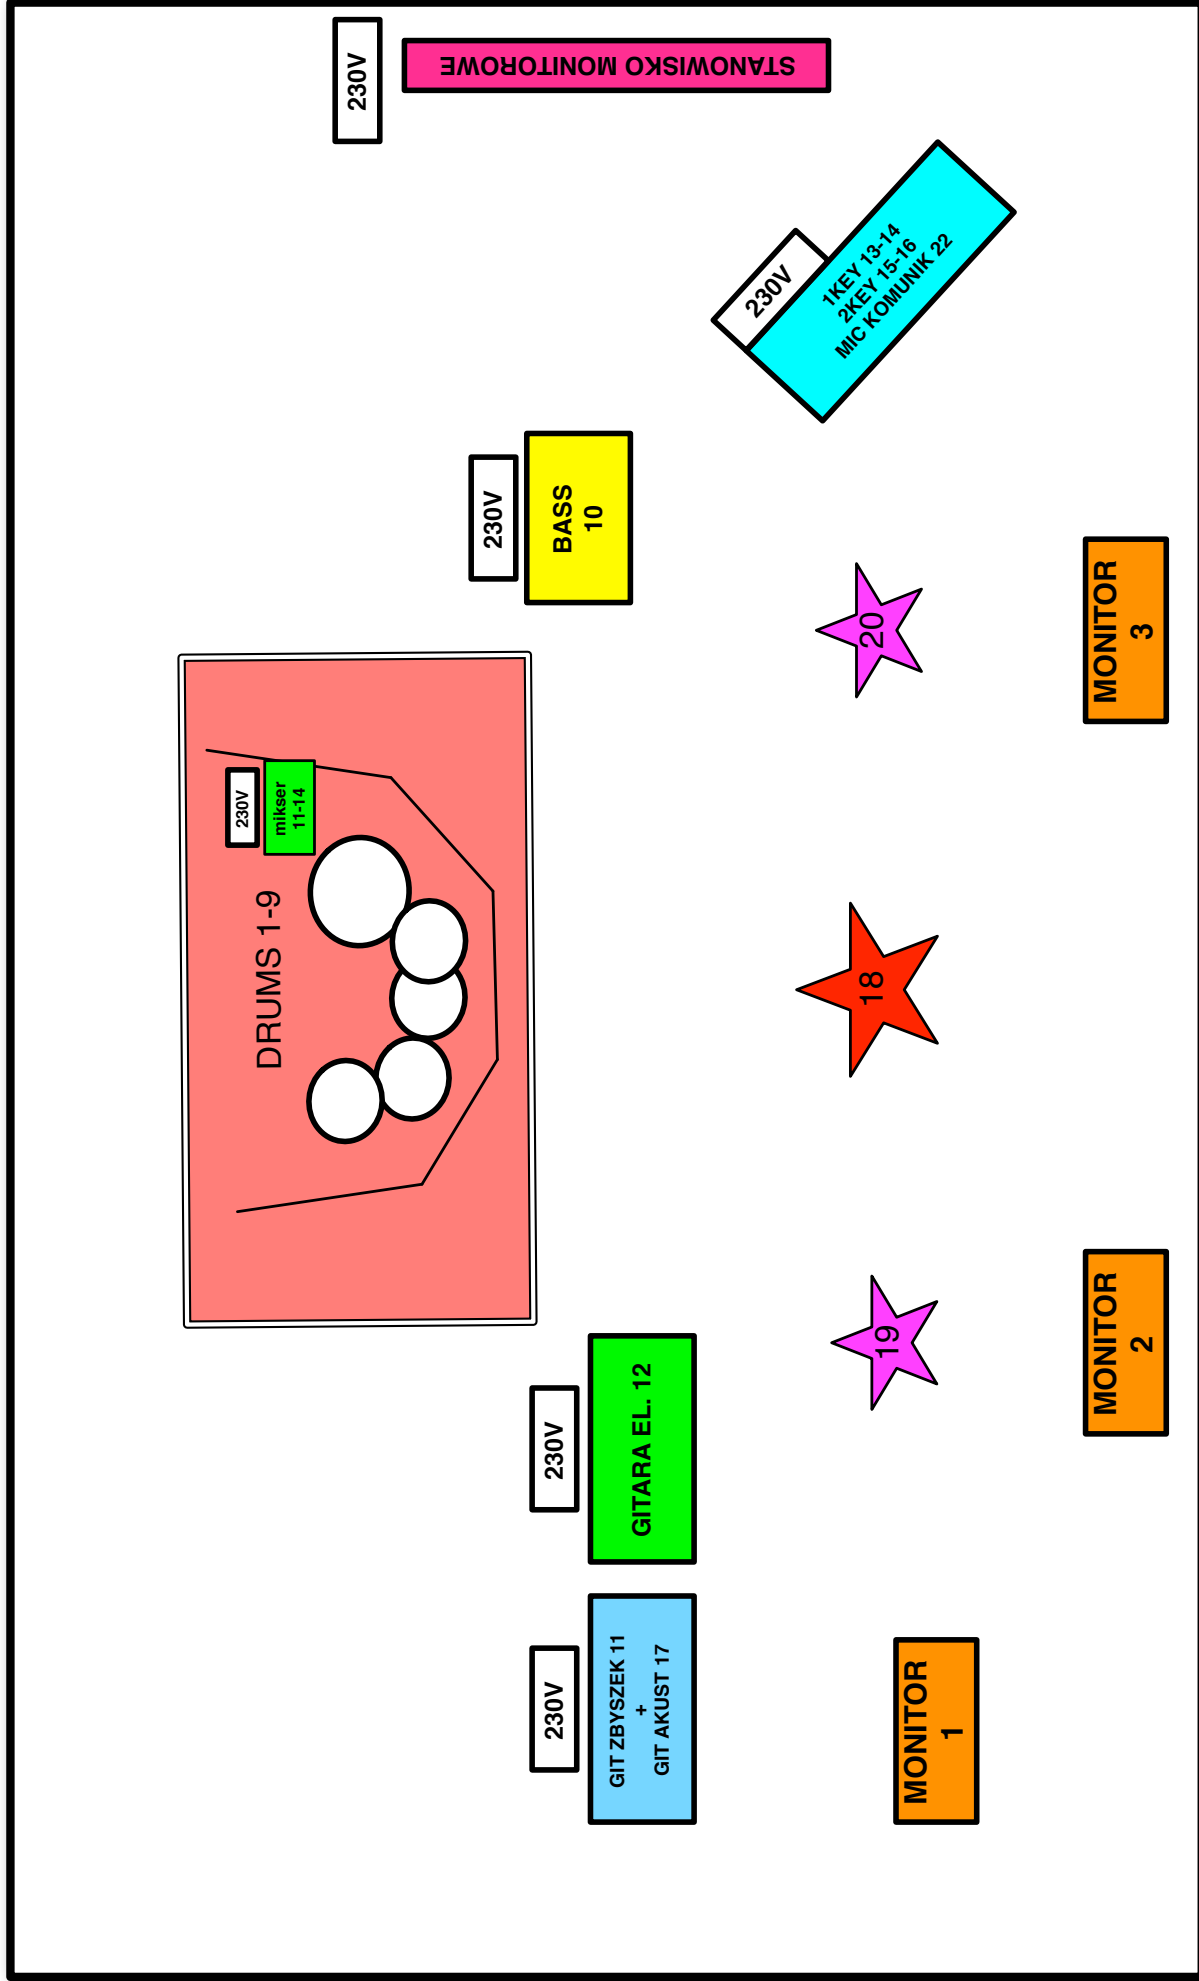 230V
STANOWISKO MONITOROWE
230V
1KEY 13-14
2KEY 15-16
MIC KOMUNIK 22
230V
BASS
10
230V
mikser
11-14
DRUMS 1-9
20
18
19
MONITOR
3
MONITOR
2
230V
GITARA EL. 12
230V
GIT ZBYSZEK 11
+
GIT AKUST 17
MONITOR
1